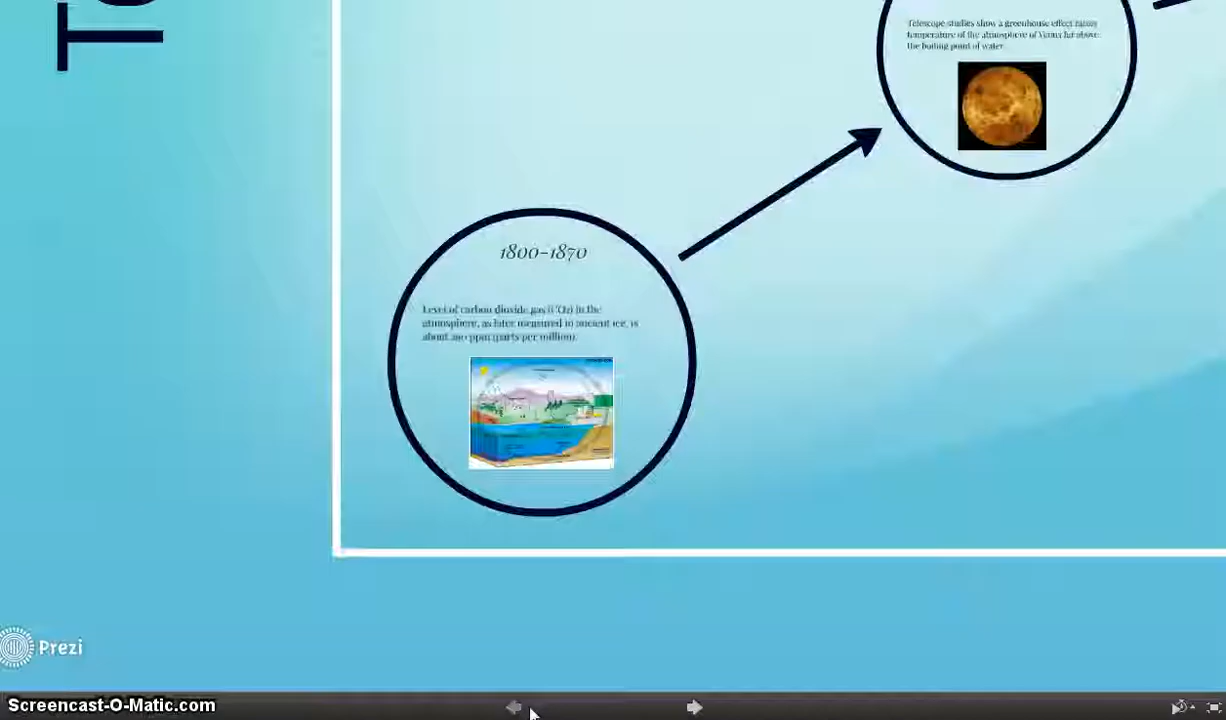 Telescope studies show a greenhouse effect raises
temperature of the atmosphere of Venus far above
the boiling point of water
1800-1870
Level of carbon dioxide gas (CO2) in the
atmosphere, as later measured in ancient ice, is
about 290 ppm (parts per million).
Prezi
Screencast-O-Matic.com